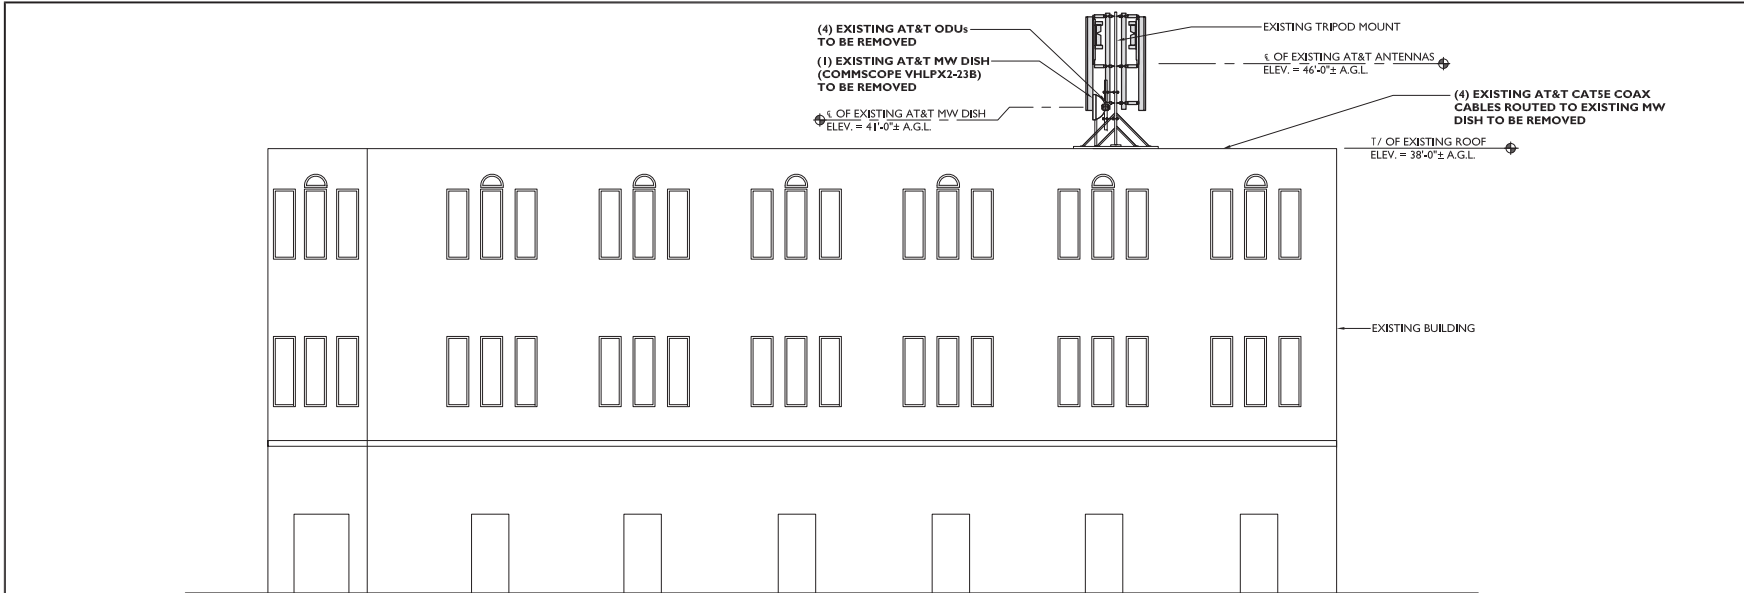 (4) EXISTING AT&T ODUs
TO BE REMOVED
(1) EXISTING AT&T MW DISH
(COMMSCOPE VHLPX2-23B)
TO BE REMOVED
℄ OF EXISTING AT&T MW DISH
ELEV. = 41'-0"± A.G.L.
EXISTING TRIPOD MOUNT
℄ OF EXISTING AT&T ANTENNAS
ELEV. = 46'-0"± A.G.L.
(4) EXISTING AT&T CAT5E COAX
CABLES ROUTED TO EXISTING MW
DISH TO BE REMOVED
T/ OF EXISTING ROOF
ELEV. = 38'-0"± A.G.L.
EXISTING BUILDING